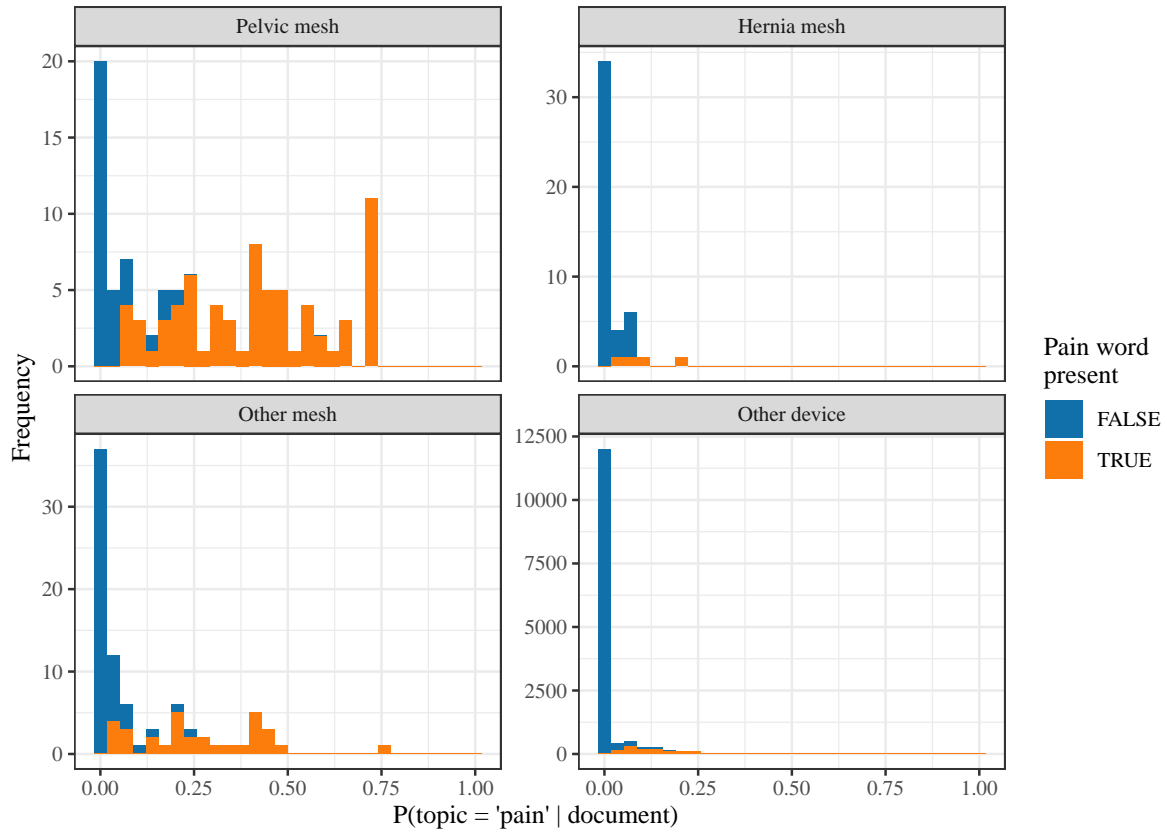 Pelvic mesh
Hernia mesh
20
15
10
5
0
30
20
10
0
Other mesh
Other device
30
20
10
0
12500
10000
7500
5000
2500
0
0.00 0.25 0.50 0.75 1.00
0.00 0.25 0.50 0.75 1.00
P(topic = 'pain' | document)
Frequency
Pain word
present
FALSE
TRUE